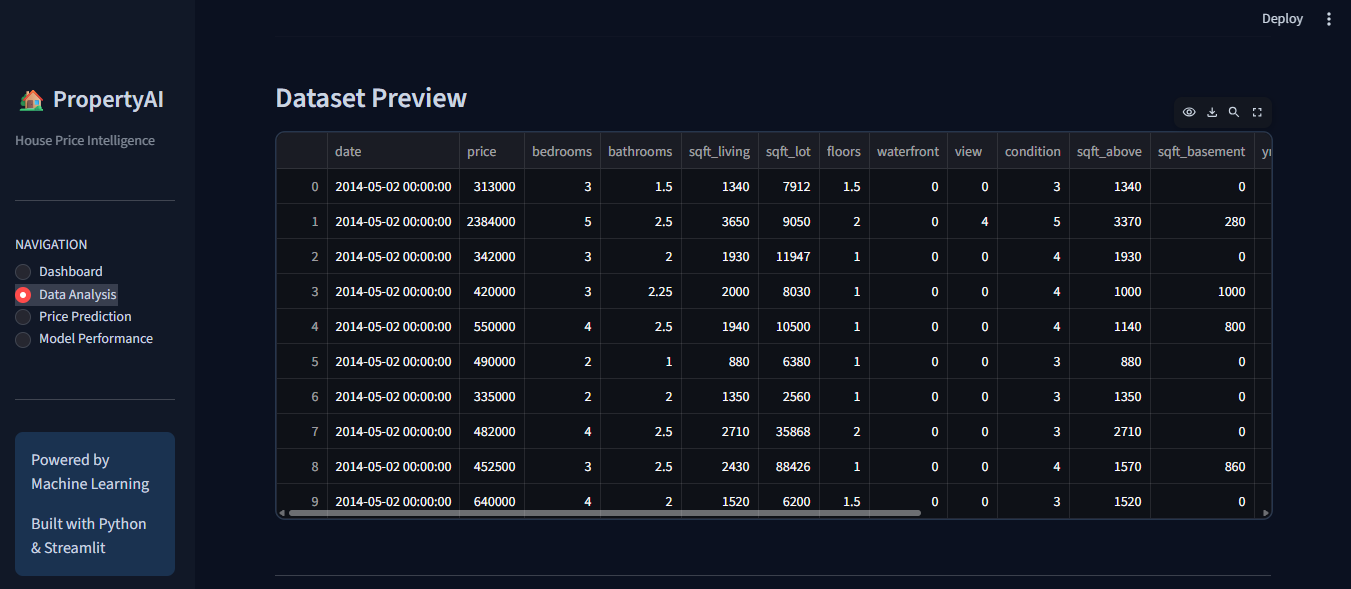 Deploy
PropertyAI
House Price Intelligence
NAVIGATION
Dashboard
Data Analysis
Price Prediction
Model Performance
Powered by
Machine Learning
Built with Python
& Streamlit
Dataset Preview
date price bedrooms bathrooms sqft_living sqft_lot floors waterfront view condition sqft_above sqft_basement
0 2014-05-02 00:00:00 313000 3 1.5 1340 7912 1.5 0 0 3 1340 0
1 2014-05-02 00:00:00 2384000 5 2.5 3650 9050 2 0 4 5 3370 280
2 2014-05-02 00:00:00 342000 3 2 1930 11947 1 0 0 4 1930 0
3 2014-05-02 00:00:00 420000 3 2.25 2000 8030 1 0 0 4 1000 1000
4 2014-05-02 00:00:00 550000 4 2.5 1940 10500 1 0 0 4 1140 800
5 2014-05-02 00:00:00 490000 2 1 880 6380 1 0 0 3 880 0
6 2014-05-02 00:00:00 335000 2 2 1350 2560 1 0 0 3 1350 0
7 2014-05-02 00:00:00 482000 4 2.5 2710 35868 2 0 0 3 2710 0
8 2014-05-02 00:00:00 452500 3 2.5 2430 88426 1 0 0 4 1570 860
9 2014-05-02 00:00:00 640000 4 2 1520 6200 1.5 0 0 3 1520 0